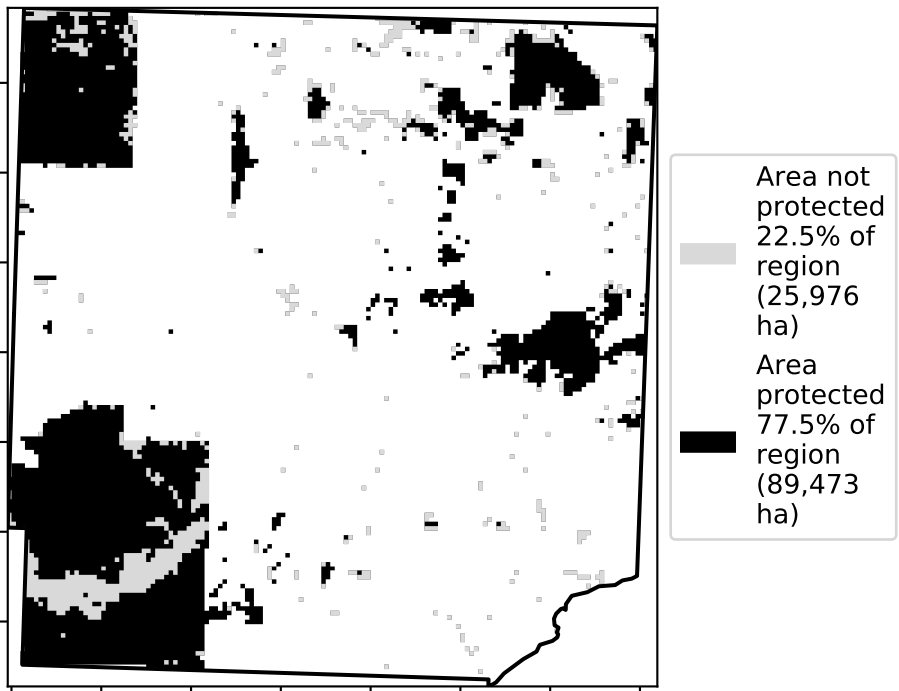 Area not
protected
22.5% of
region
(25,976
ha)
Area
protected
77.5% of
region
(89,473
ha)